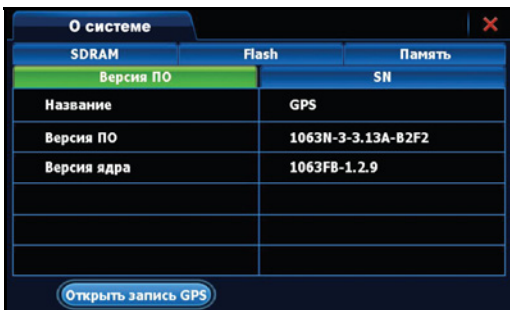 О системе
SDRAM Flash Память
Версия ПО SN
Название GPS
Версия ПО 1063N-3-3.13A-B2F2
Версия ядра 1063FB-1.2.9
Открыть запись GPS